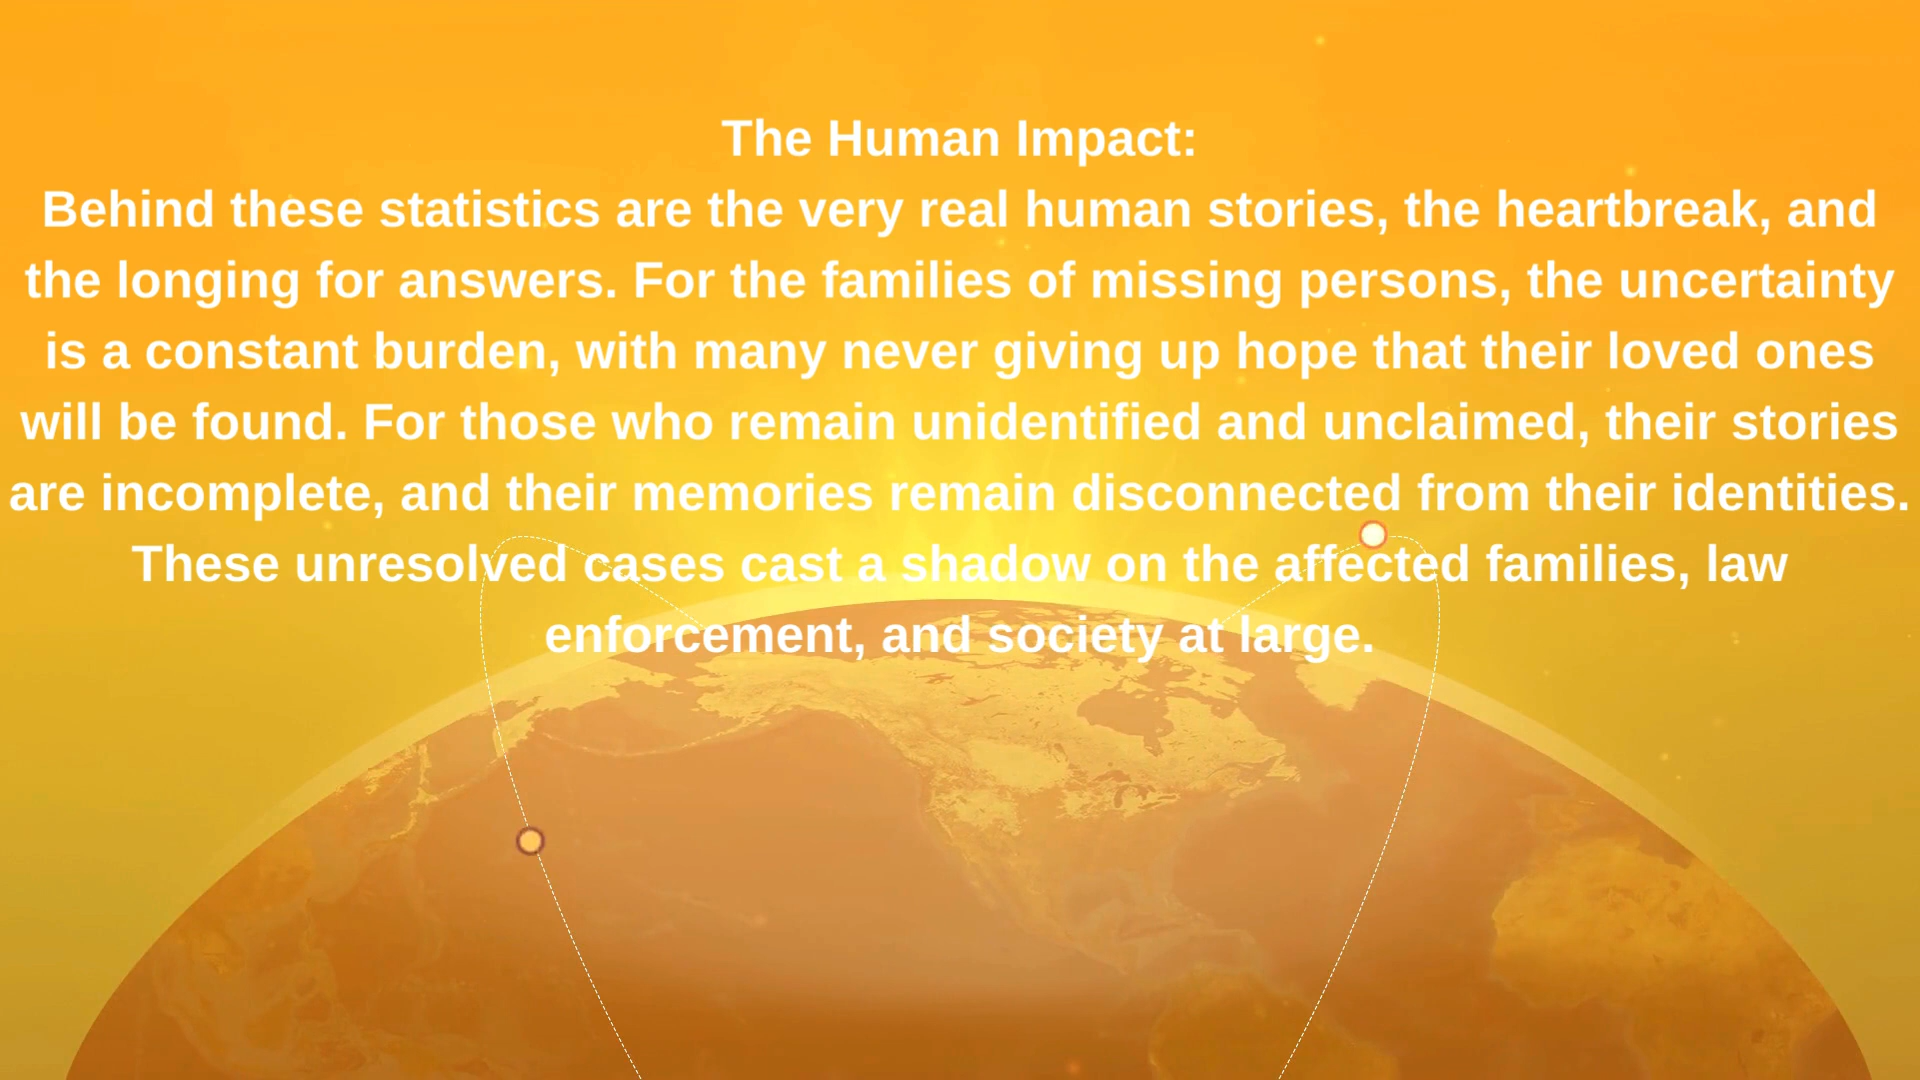 The Human Impact:
Behind these statistics are the very real human stories, the heartbreak, and
the longing for answers. For the families of missing persons, the uncertainty
is a constant burden, with many never giving up hope that their loved ones
will be found. For those who remain unidentified and unclaimed, their stories
are incomplete, and their memories remain disconnected from their identities.
These unresolved cases cast a shadow on the affected families, law
enforcement, and society at large.